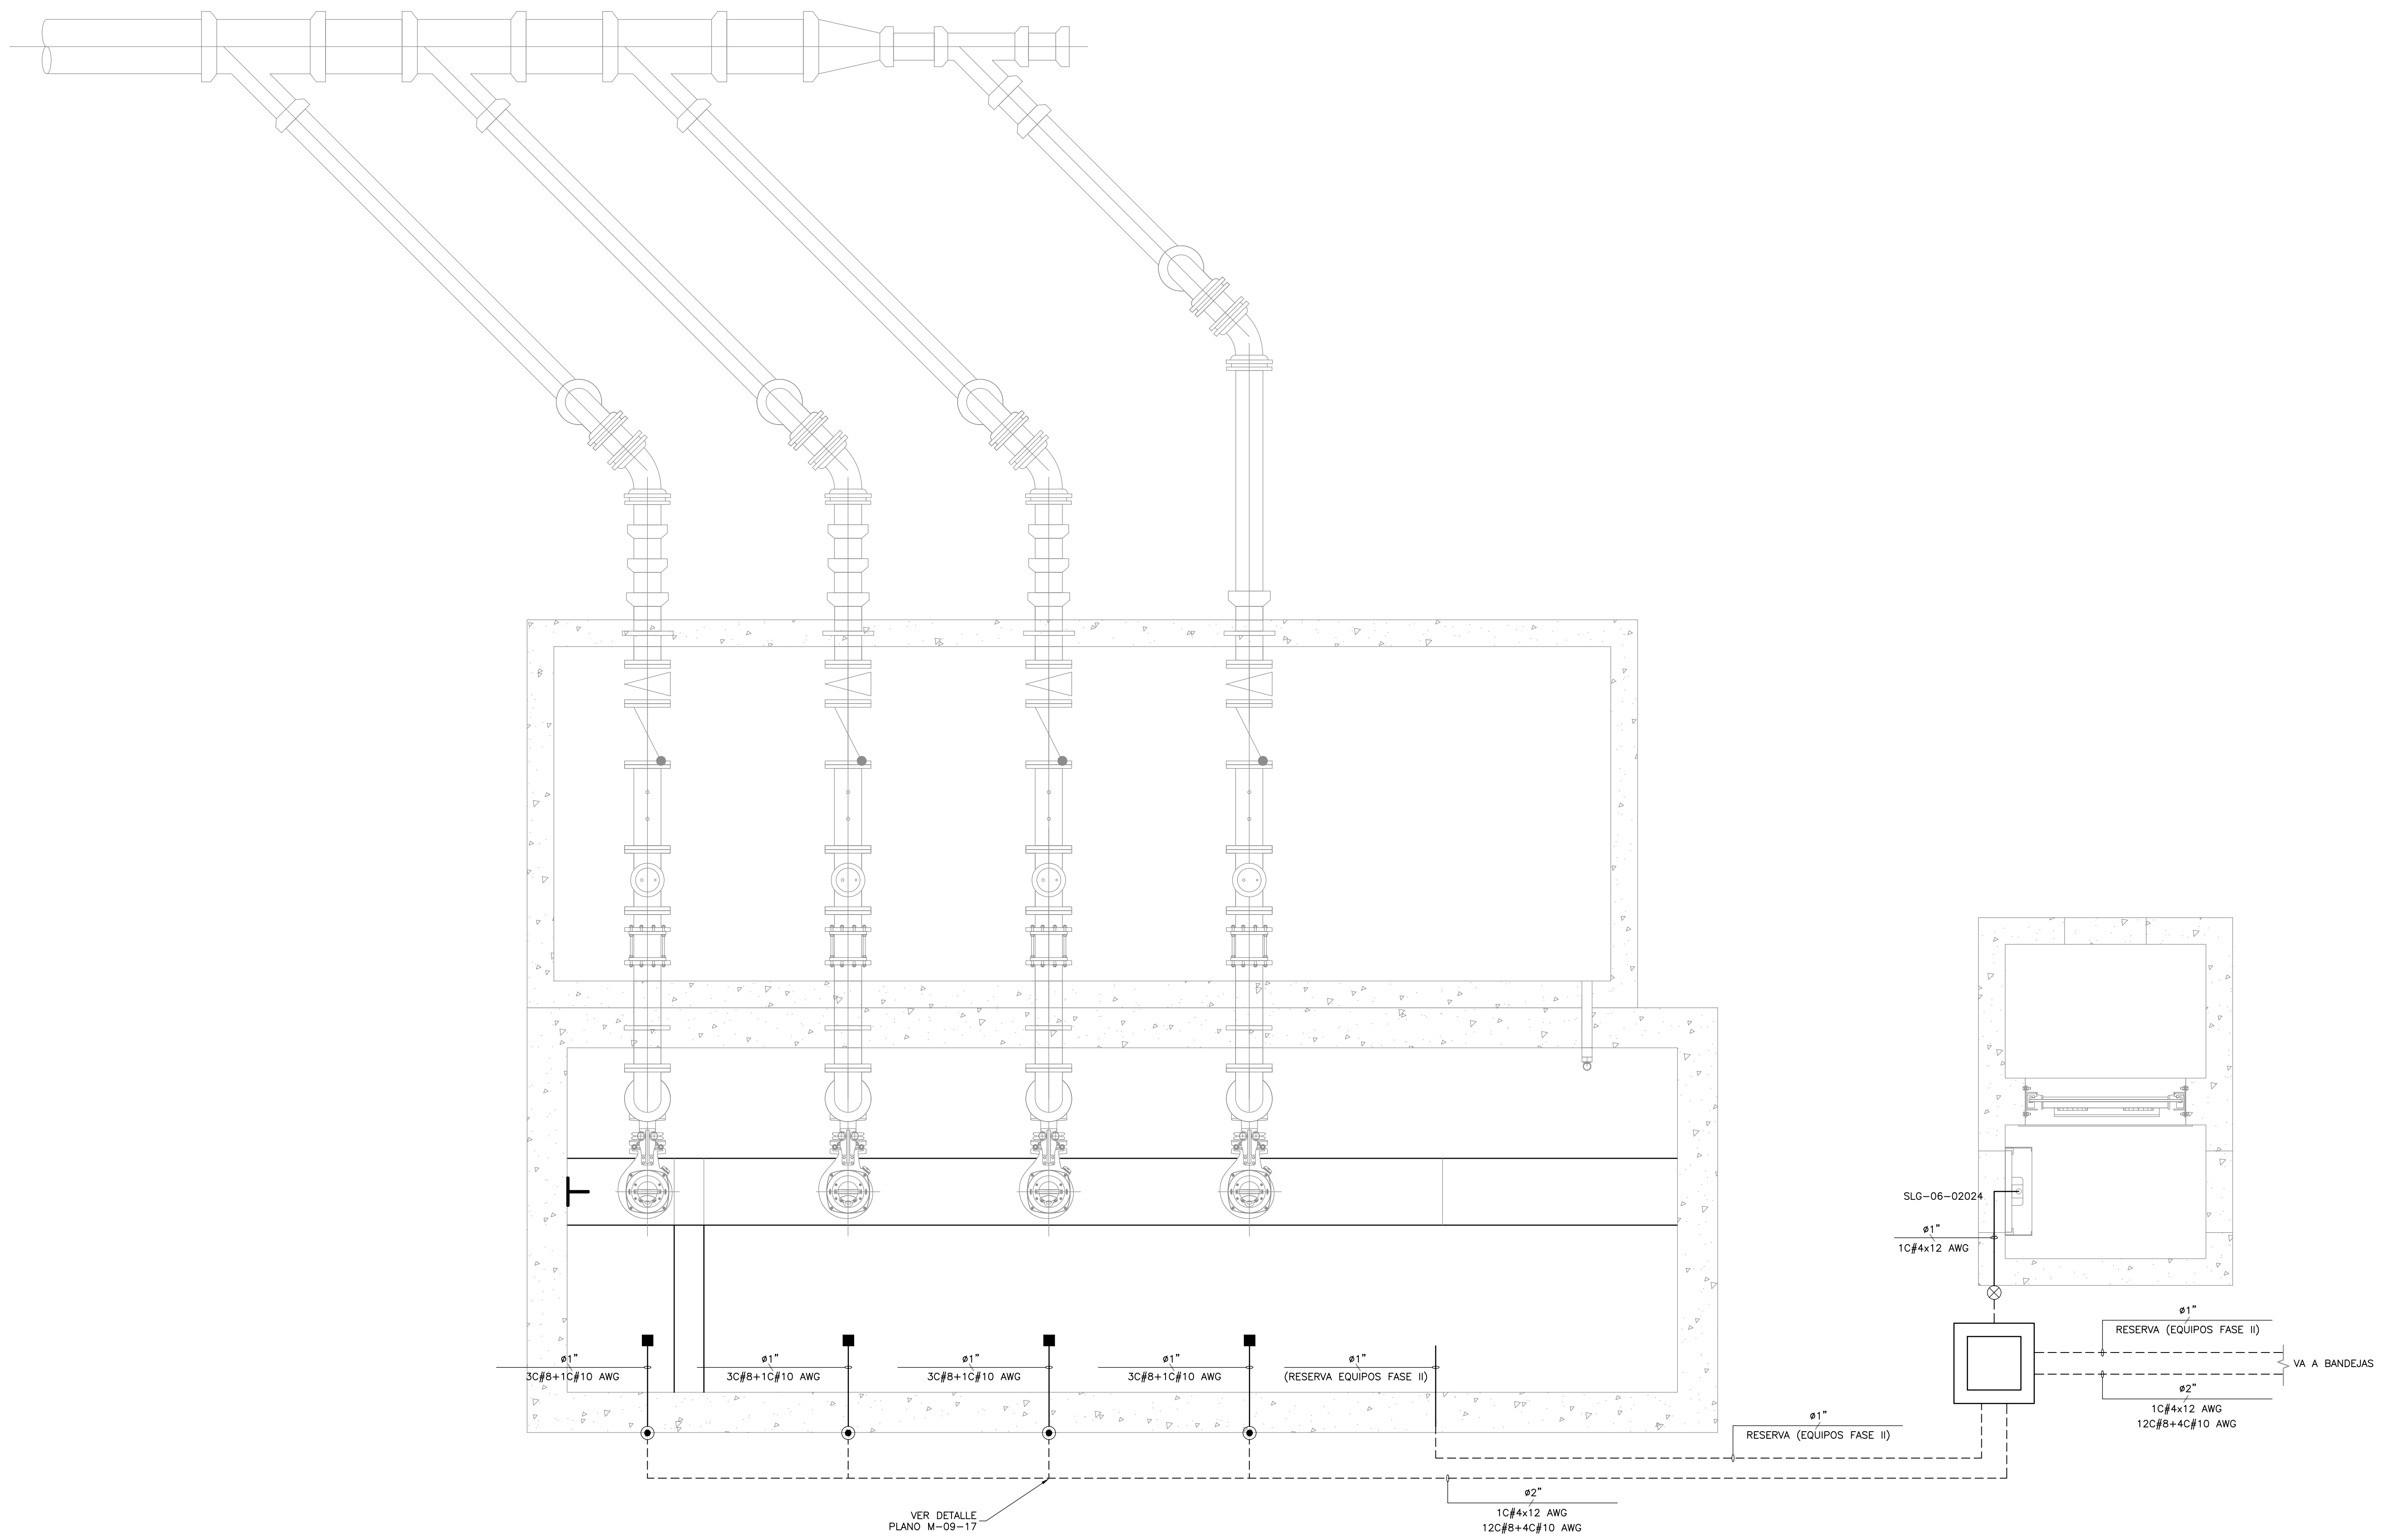 SLG-06-02024
ø1"
1C#4x12 AWG
ø1"
RESERVA (EQUIPOS FASE II)
VA A BANDEJAS
ø2"
1C#4x12 AWG
12C#8+4C#10 AWG
ø1"
3C#8+1C#10 AWG
ø1"
3C#8+1C#10 AWG
ø1"
3C#8+1C#10 AWG
ø1"
3C#8+1C#10 AWG
ø1"
(RESERVA EQUIPOS FASE II)
ø1"
RESERVA (EQUIPOS FASE II)
ø2"
1C#4x12 AWG
12C#8+4C#10 AWG
VER DETALLE
PLANO M-09-17